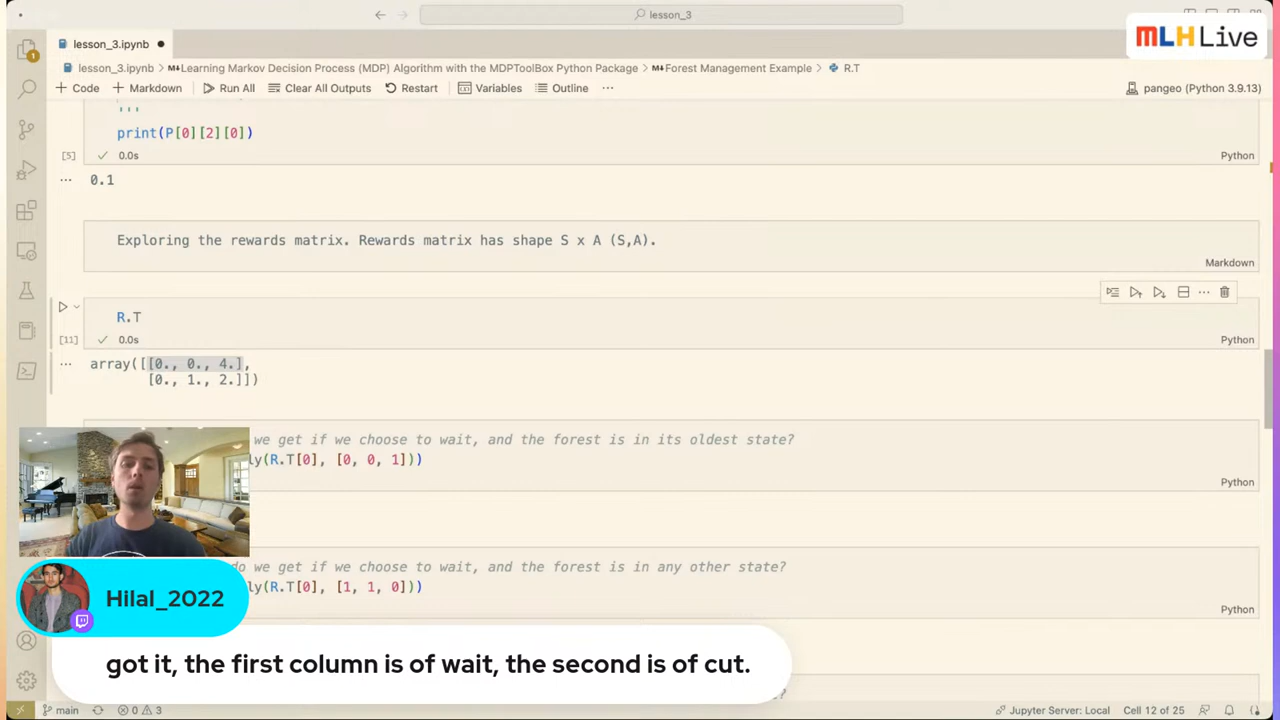 lesson_3
MLH Live
lesson_3.ipynb
lesson_3.ipynb > Learning Markov Decision Process (MDP) Algorithm with the MDPToolBox Python Package > Forest Management Example > R.T
+ Code + Markdown Run All Clear All Outputs Restart Variables Outline ...
pangeo (Python 3.9.13)
'''
print(P[0][2][0])
[5] 0.0s Python
... 0.1
Exploring the rewards matrix. Rewards matrix has shape S x A (S,A).
Markdown
R.T
[11] 0.0s Python
... array([[0., 0., 4.],
[0., 1., 2.]])
we get if we choose to wait, and the forest is in its oldest state?
ly(R.T[0], [0, 0, 1]))
Python
do we get if we choose to wait, and the forest is in any other state?
ly(R.T[0], [1, 1, 0]))
Python
Hilal_2022
got it, the first column is of wait, the second is of cut.
?
main 0 3 Jupyter Server: Local Cell 12 of 25